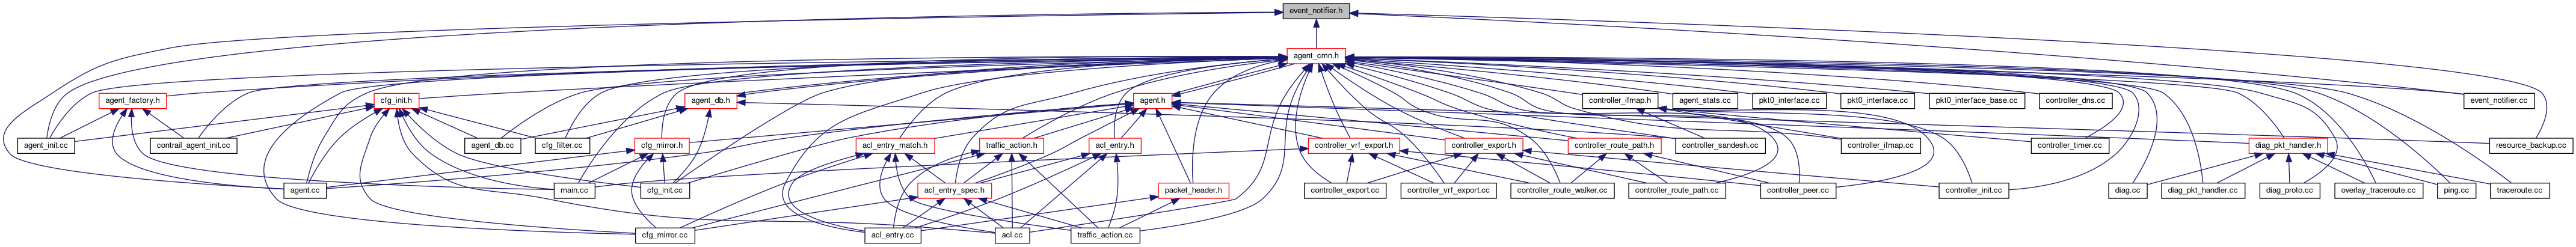 event_notifier.h
agent_cmn.h
agent_factory.h
cfg_init.h
agent_db.h
agent.h
controller_ifmap.h
agent_stats.cc
pkt0_interface.cc
pkt0_interface.cc
pkt0_interface_base.cc
controller_dns.cc
event_notifier.cc
agent_init.cc
contrail_agent_init.cc
agent_db.cc
cfg_filter.cc
cfg_mirror.h
acl_entry_match.h
traffic_action.h
acl_entry.h
controller_vrf_export.h
controller_export.h
controller_route_path.h
controller_sandesh.cc
controller_ifmap.cc
controller_timer.cc
diag_pkt_handler.h
resource_backup.cc
agent.cc
main.cc
cfg_init.cc
acl_entry_spec.h
packet_header.h
controller_export.cc
controller_vrf_export.cc
controller_route_walker.cc
controller_route_path.cc
controller_peer.cc
controller_init.cc
diag.cc
diag_pkt_handler.cc
diag_proto.cc
overlay_traceroute.cc
ping.cc
traceroute.cc
cfg_mirror.cc
acl_entry.cc
acl.cc
traffic_action.cc